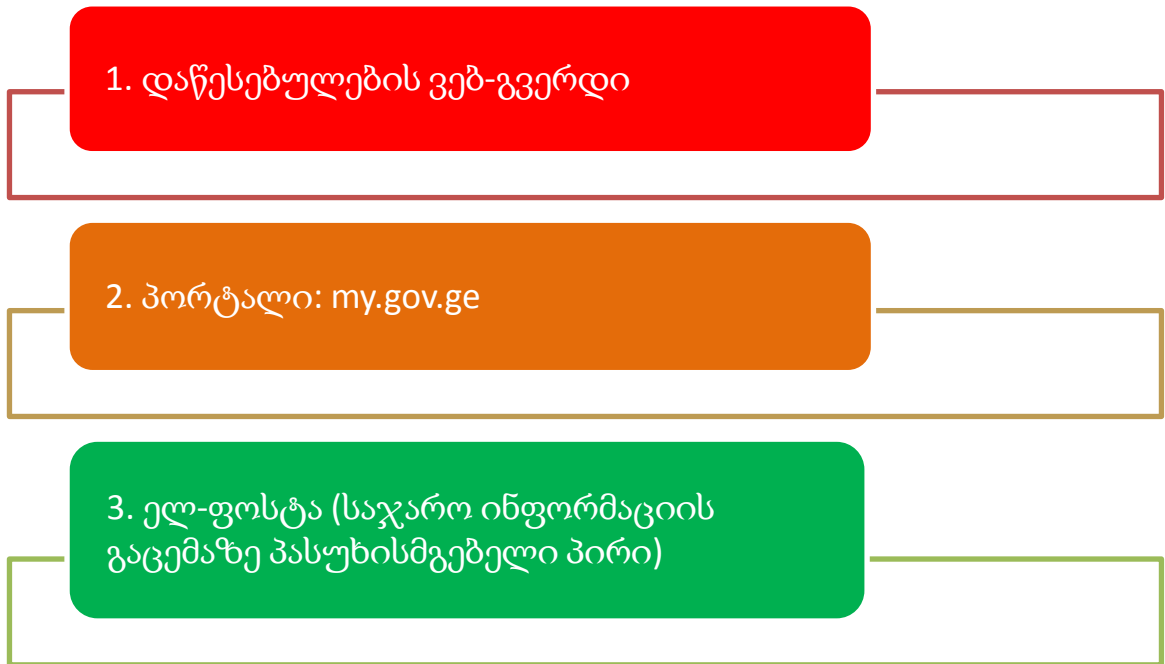 1. დაწესებულების ვებ-გვერდი
2. პორტალი: my.gov.ge
3. ელ-ფოსტა (საჯარო ინფორმაციის
გაცემაზე პასუხისმგებელი პირი)